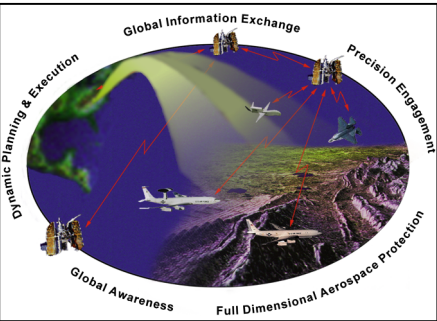 Global Information Exchange
Precision Engagement
Dynamic Planning & Execution
Global Awareness
Full Dimensional Aerospace Protection